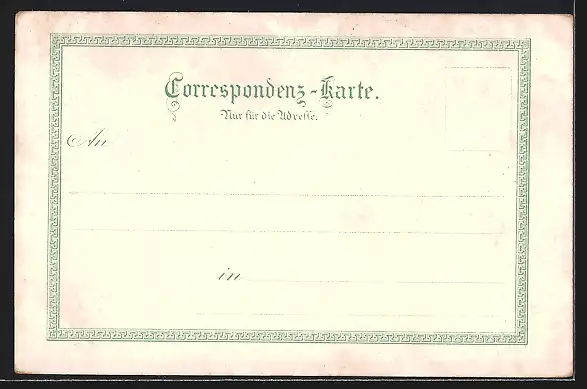 Correspondenz-Karte.
Nur für die Adresse.
An
in